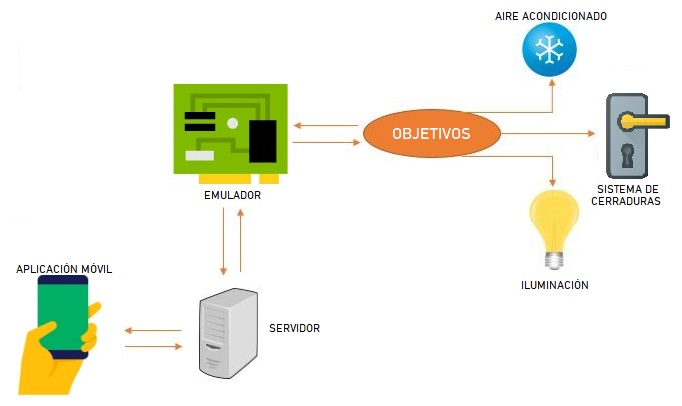 AIRE ACONDICIONADO
OBJETIVOS
EMULADOR
SISTEMA DE
CERRADURAS
APLICACIÓN MÓVIL
ILUMINACIÓN
SERVIDOR